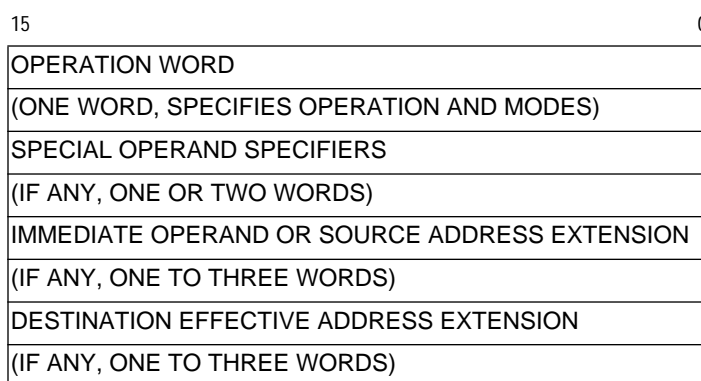 15 0
OPERATION WORD
(ONE WORD, SPECIFIES OPERATION AND MODES)
SPECIAL OPERAND SPECIFIERS
(IF ANY, ONE OR TWO WORDS)
IMMEDIATE OPERAND OR SOURCE ADDRESS EXTENSION
(IF ANY, ONE TO THREE WORDS)
DESTINATION EFFECTIVE ADDRESS EXTENSION
(IF ANY, ONE TO THREE WORDS)